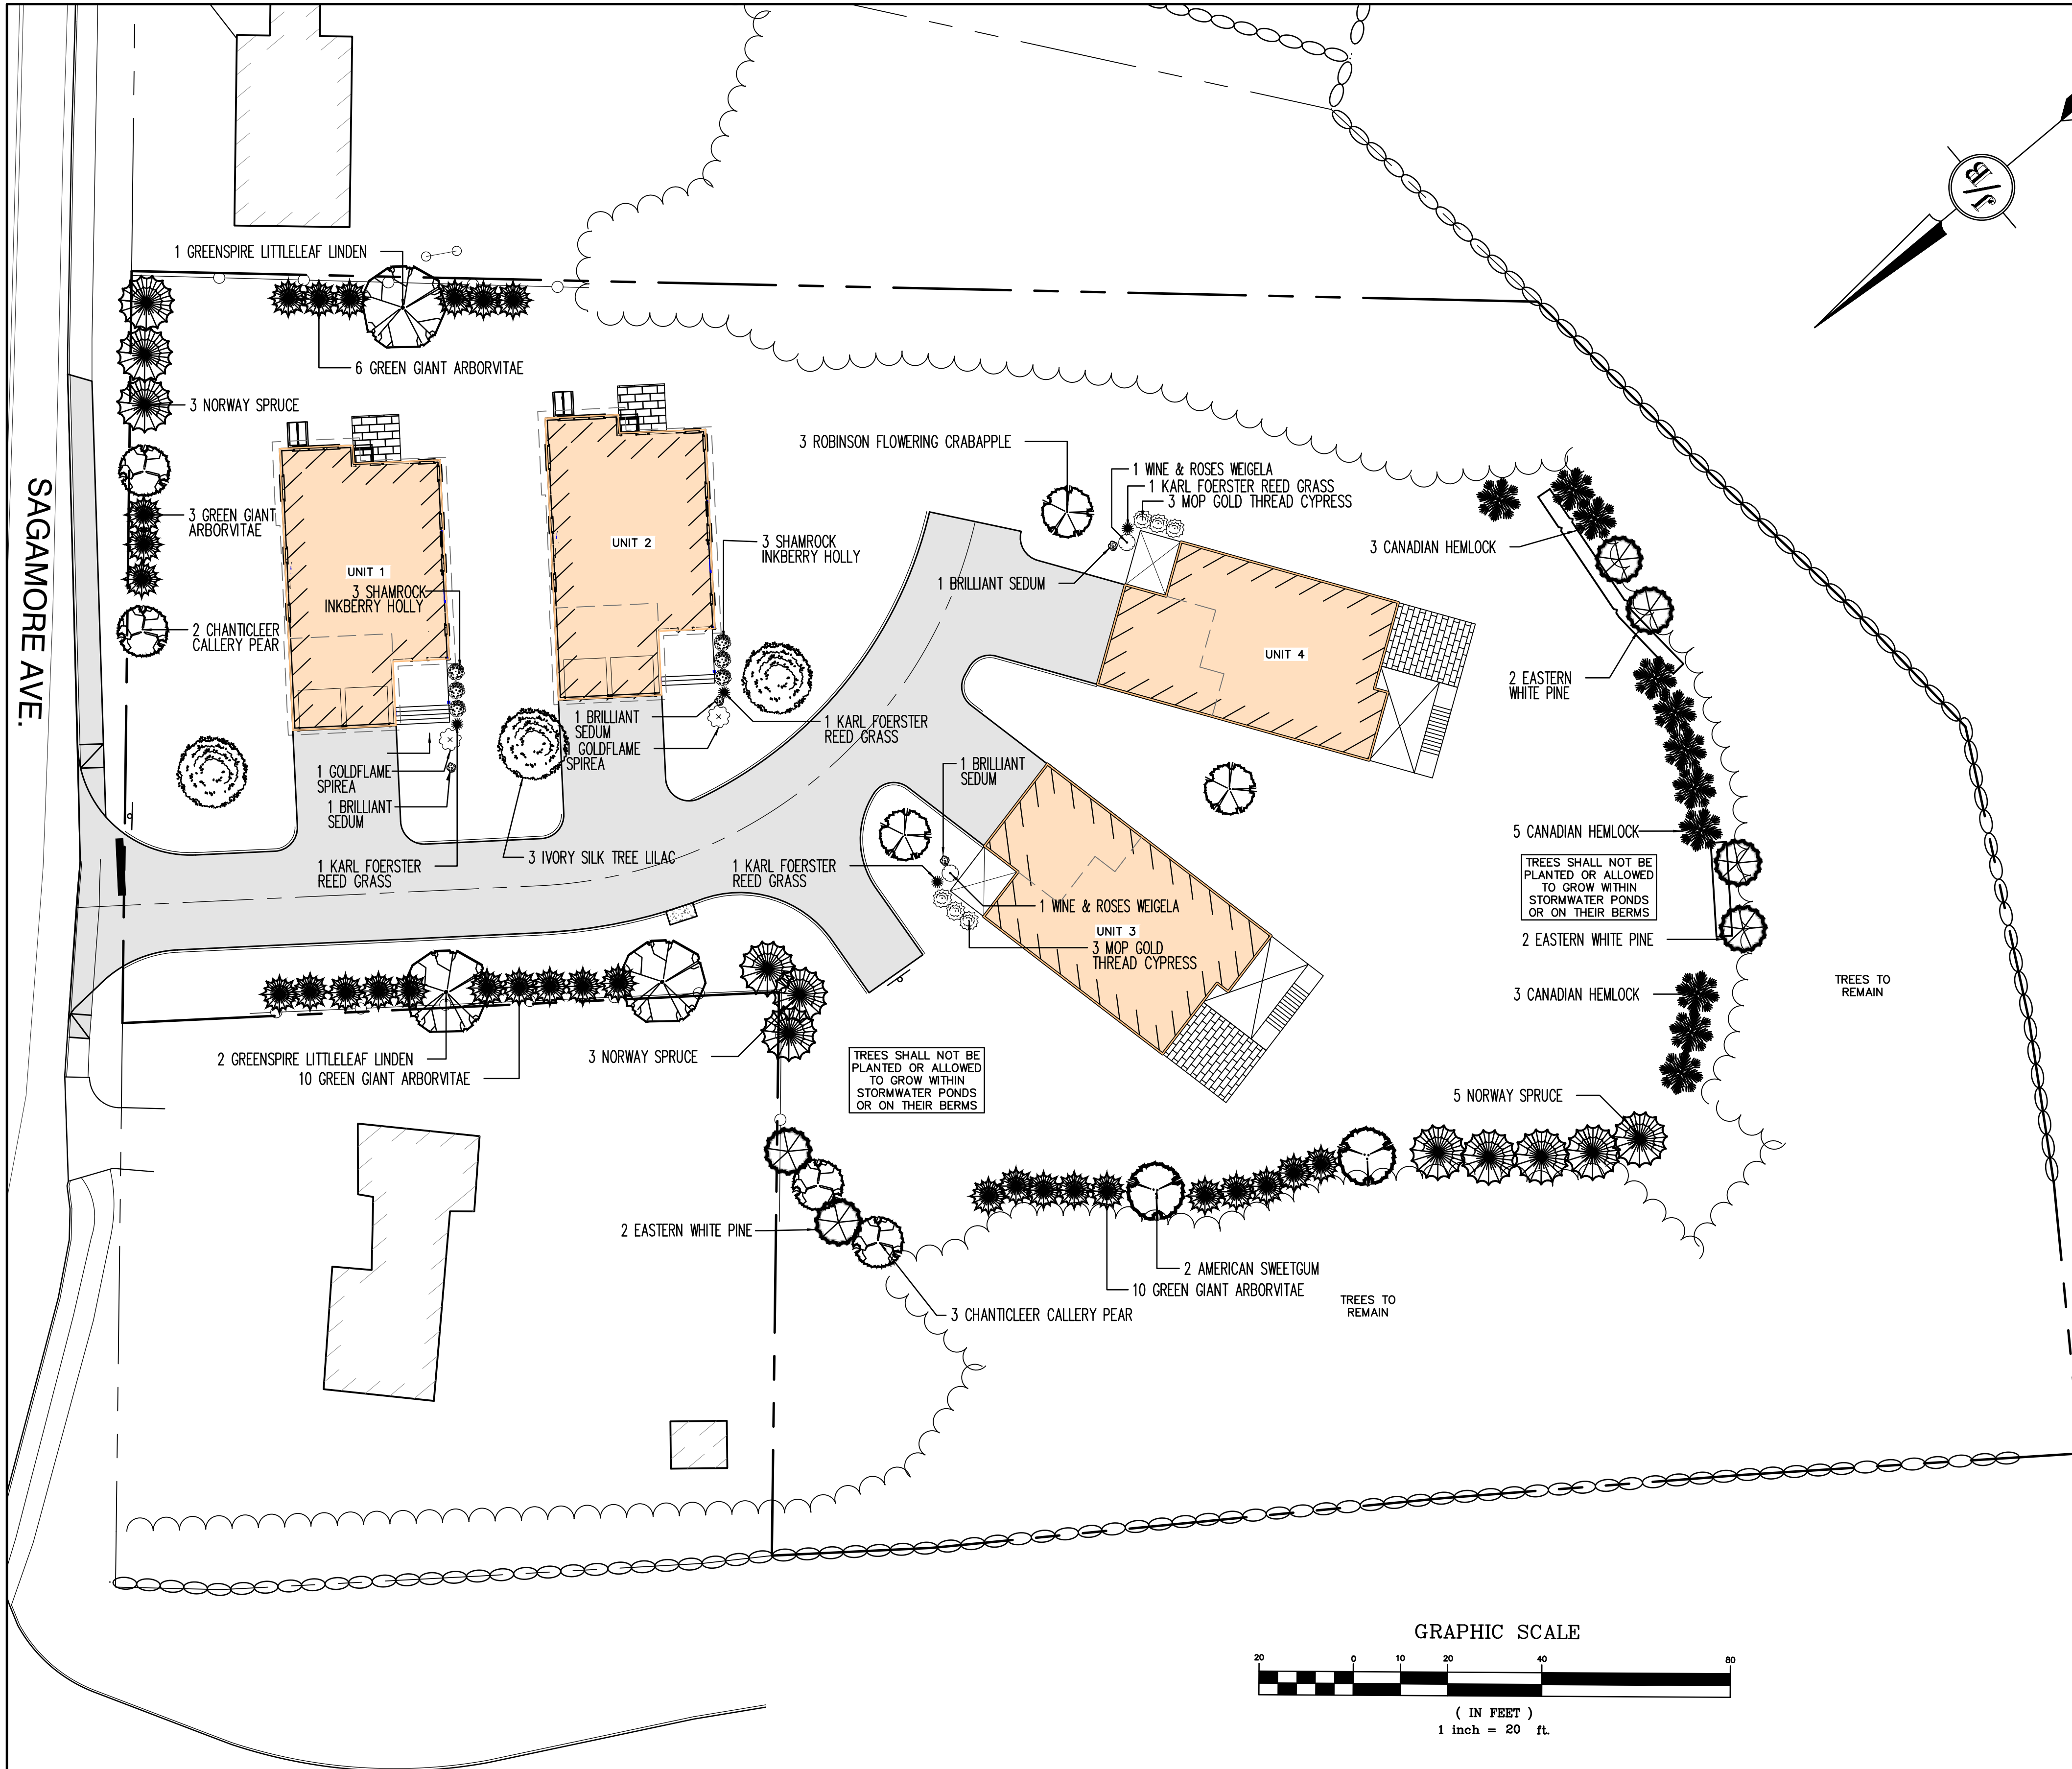 J/B
1 GREENSPIRE LITTLELEAF LINDEN
6 GREEN GIANT ARBORVITAE
3 NORWAY SPRUCE
3 ROBINSON FLOWERING CRABAPPLE
1 WINE & ROSES WEIGELA
1 KARL FOERSTER REED GRASS
3 MOP GOLD THREAD CYPRESS
SAGAMORE AVE.
3 GREEN GIANT
ARBORVITAE
3 SHAMROCK
INKBERRY HOLLY
UNIT 2
3 CANADIAN HEMLOCK
UNIT 1
3 SHAMROCK
INKBERRY HOLLY
1 BRILLIANT SEDUM
2 CHANTICLEER
CALLERY PEAR
UNIT 4
2 EASTERN
WHITE PINE
1 BRILLIANT
SEDUM
1 GOLDFLAME
SPIREA
1 KARL FOERSTER
REED GRASS
1 GOLDFLAME
SPIREA
1 BRILLIANT
SEDUM
1 BRILLIANT
SEDUM
5 CANADIAN HEMLOCK
1 KARL FOERSTER
REED GRASS
3 IVORY SILK TREE LILAC
1 KARL FOERSTER
REED GRASS
TREES SHALL NOT BE
PLANTED OR ALLOWED
TO GROW WITHIN
STORMWATER PONDS
OR ON THEIR BERMS
1 WINE & ROSES WEIGELA
UNIT 3
3 MOP GOLD
THREAD CYPRESS
2 EASTERN WHITE PINE
TREES TO
REMAIN
3 CANADIAN HEMLOCK
2 GREENSPIRE LITTLELEAF LINDEN
10 GREEN GIANT ARBORVITAE
3 NORWAY SPRUCE
TREES SHALL NOT BE
PLANTED OR ALLOWED
TO GROW WITHIN
STORMWATER PONDS
OR ON THEIR BERMS
5 NORWAY SPRUCE
2 EASTERN WHITE PINE
2 AMERICAN SWEETGUM
10 GREEN GIANT ARBORVITAE
3 CHANTICLEER CALLERY PEAR
TREES TO
REMAIN
GRAPHIC SCALE
20 0 10 20 40 80
( IN FEET )
1 inch = 20 ft.